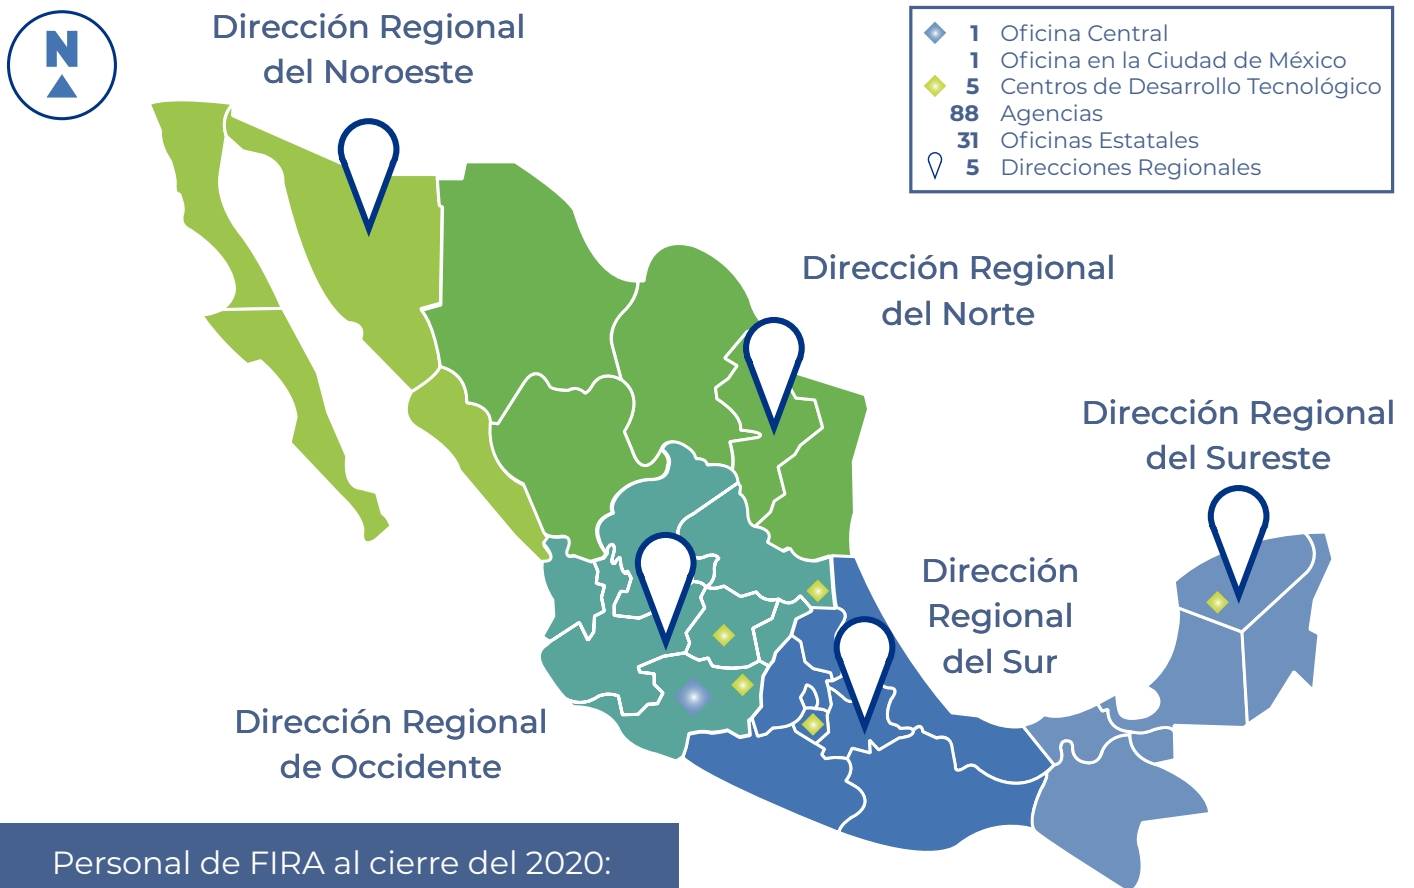 N
Dirección Regional
del Noroeste
1 Oficina Central
1 Oficina en la Ciudad de México
5 Centros de Desarrollo Tecnológico
88 Agencias
31 Oficinas Estatales
5 Direcciones Regionales
Dirección Regional
del Norte
Dirección Regional
del Sureste
Dirección
Regional
del Sur
Dirección Regional
de Occidente
Personal de FIRA al cierre del 2020: